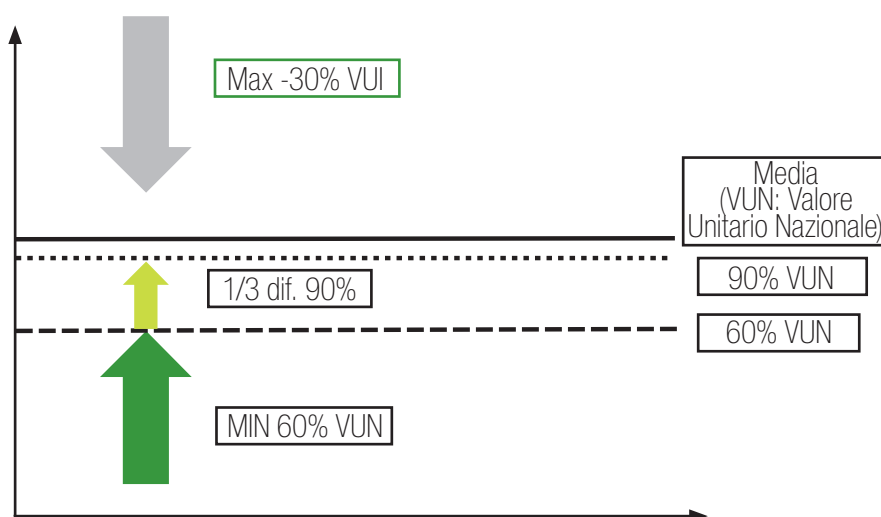 Max -30% VUI
Media
(VUN: Valore
Unitario Nazionale)
90% VUN
1/3 dif. 90%
60% VUN
MIN 60% VUN